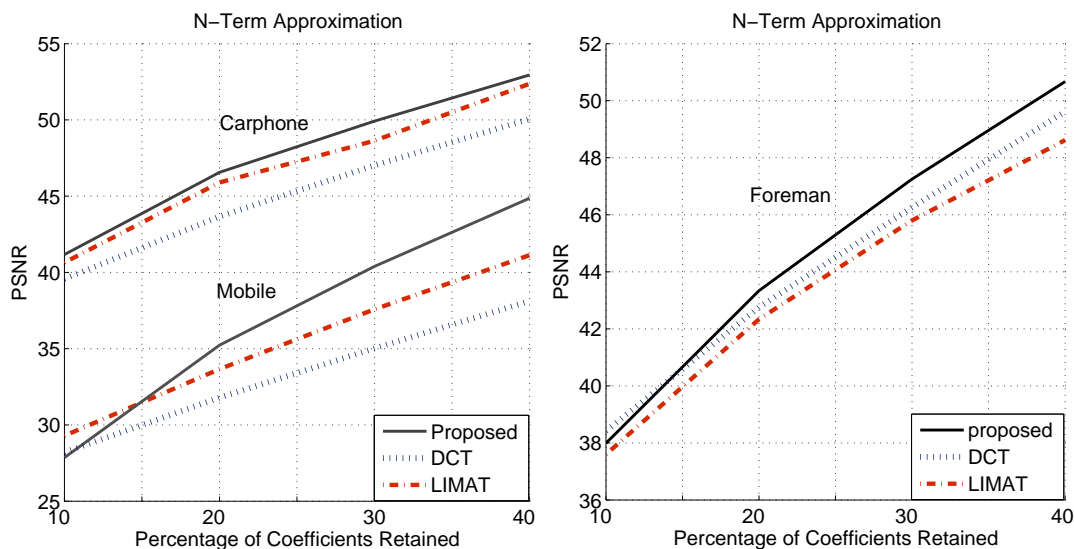 N−Term Approximation
55
50
45
40
35
30
25
PSNR
Carphone
Mobile
Proposed
DCT
LIMAT
10 20 30 40
Percentage of Coefficients Retained
N−Term Approximation
52
50
48
46
44
42
40
38
36
PSNR
Foreman
proposed
DCT
LIMAT
10 20 30 40
Percentage of Coefficients Retained